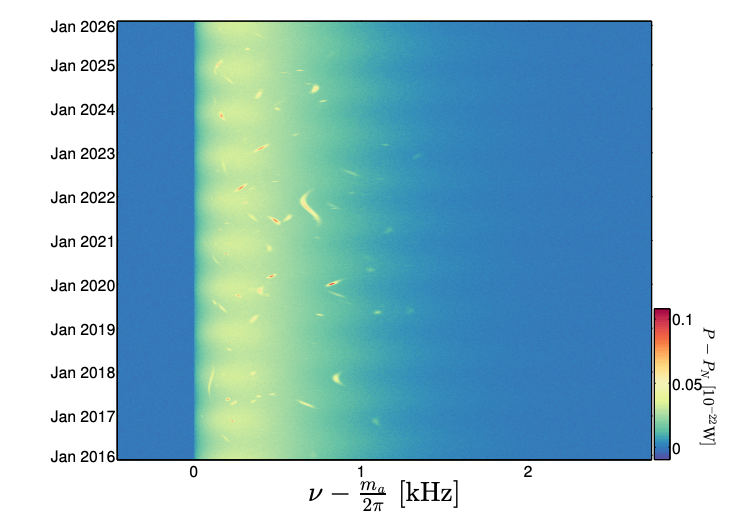 Jan 2026
Jan 2025
Jan 2024
Jan 2023
Jan 2022
Jan 2021
Jan 2020
Jan 2019
Jan 2018
Jan 2017
Jan 2016
0 1 2
ν − m_a/2π [kHz]
0.1
0.05
0
P − P_N [10^−22 W]